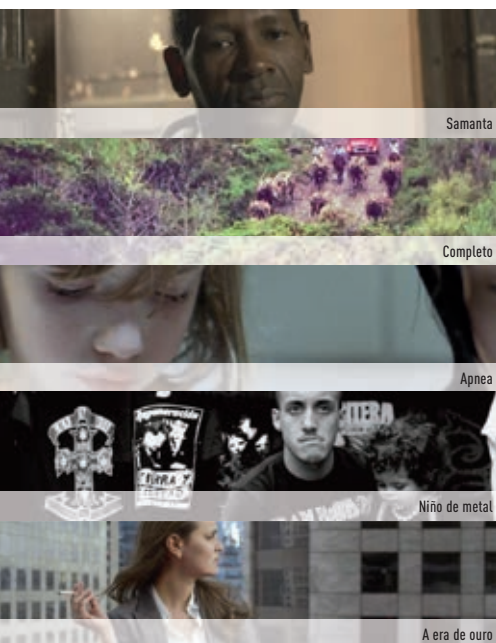 Samanta
Completo
Apnea
Niño de metal
A era de ouro